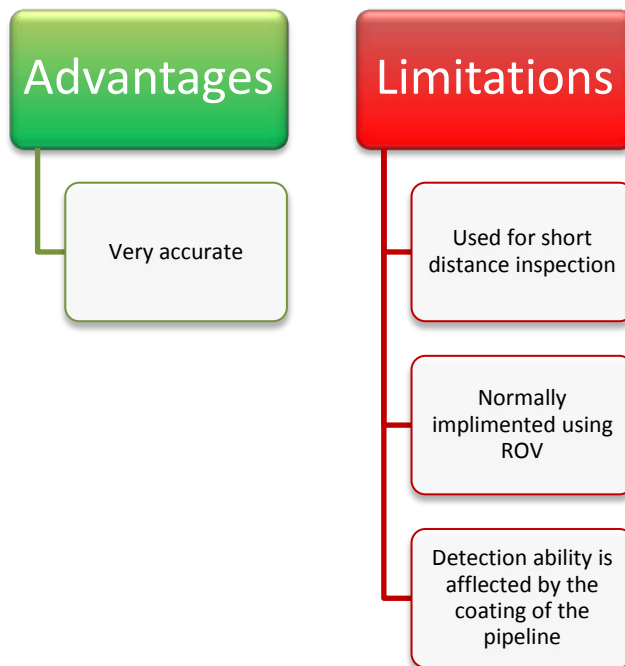 Advantages
Very accurate
Limitations
Used for short
distance inspection
Normally
implimented using
ROV
Detection ability is
afflected by the
coating of the
pipeline